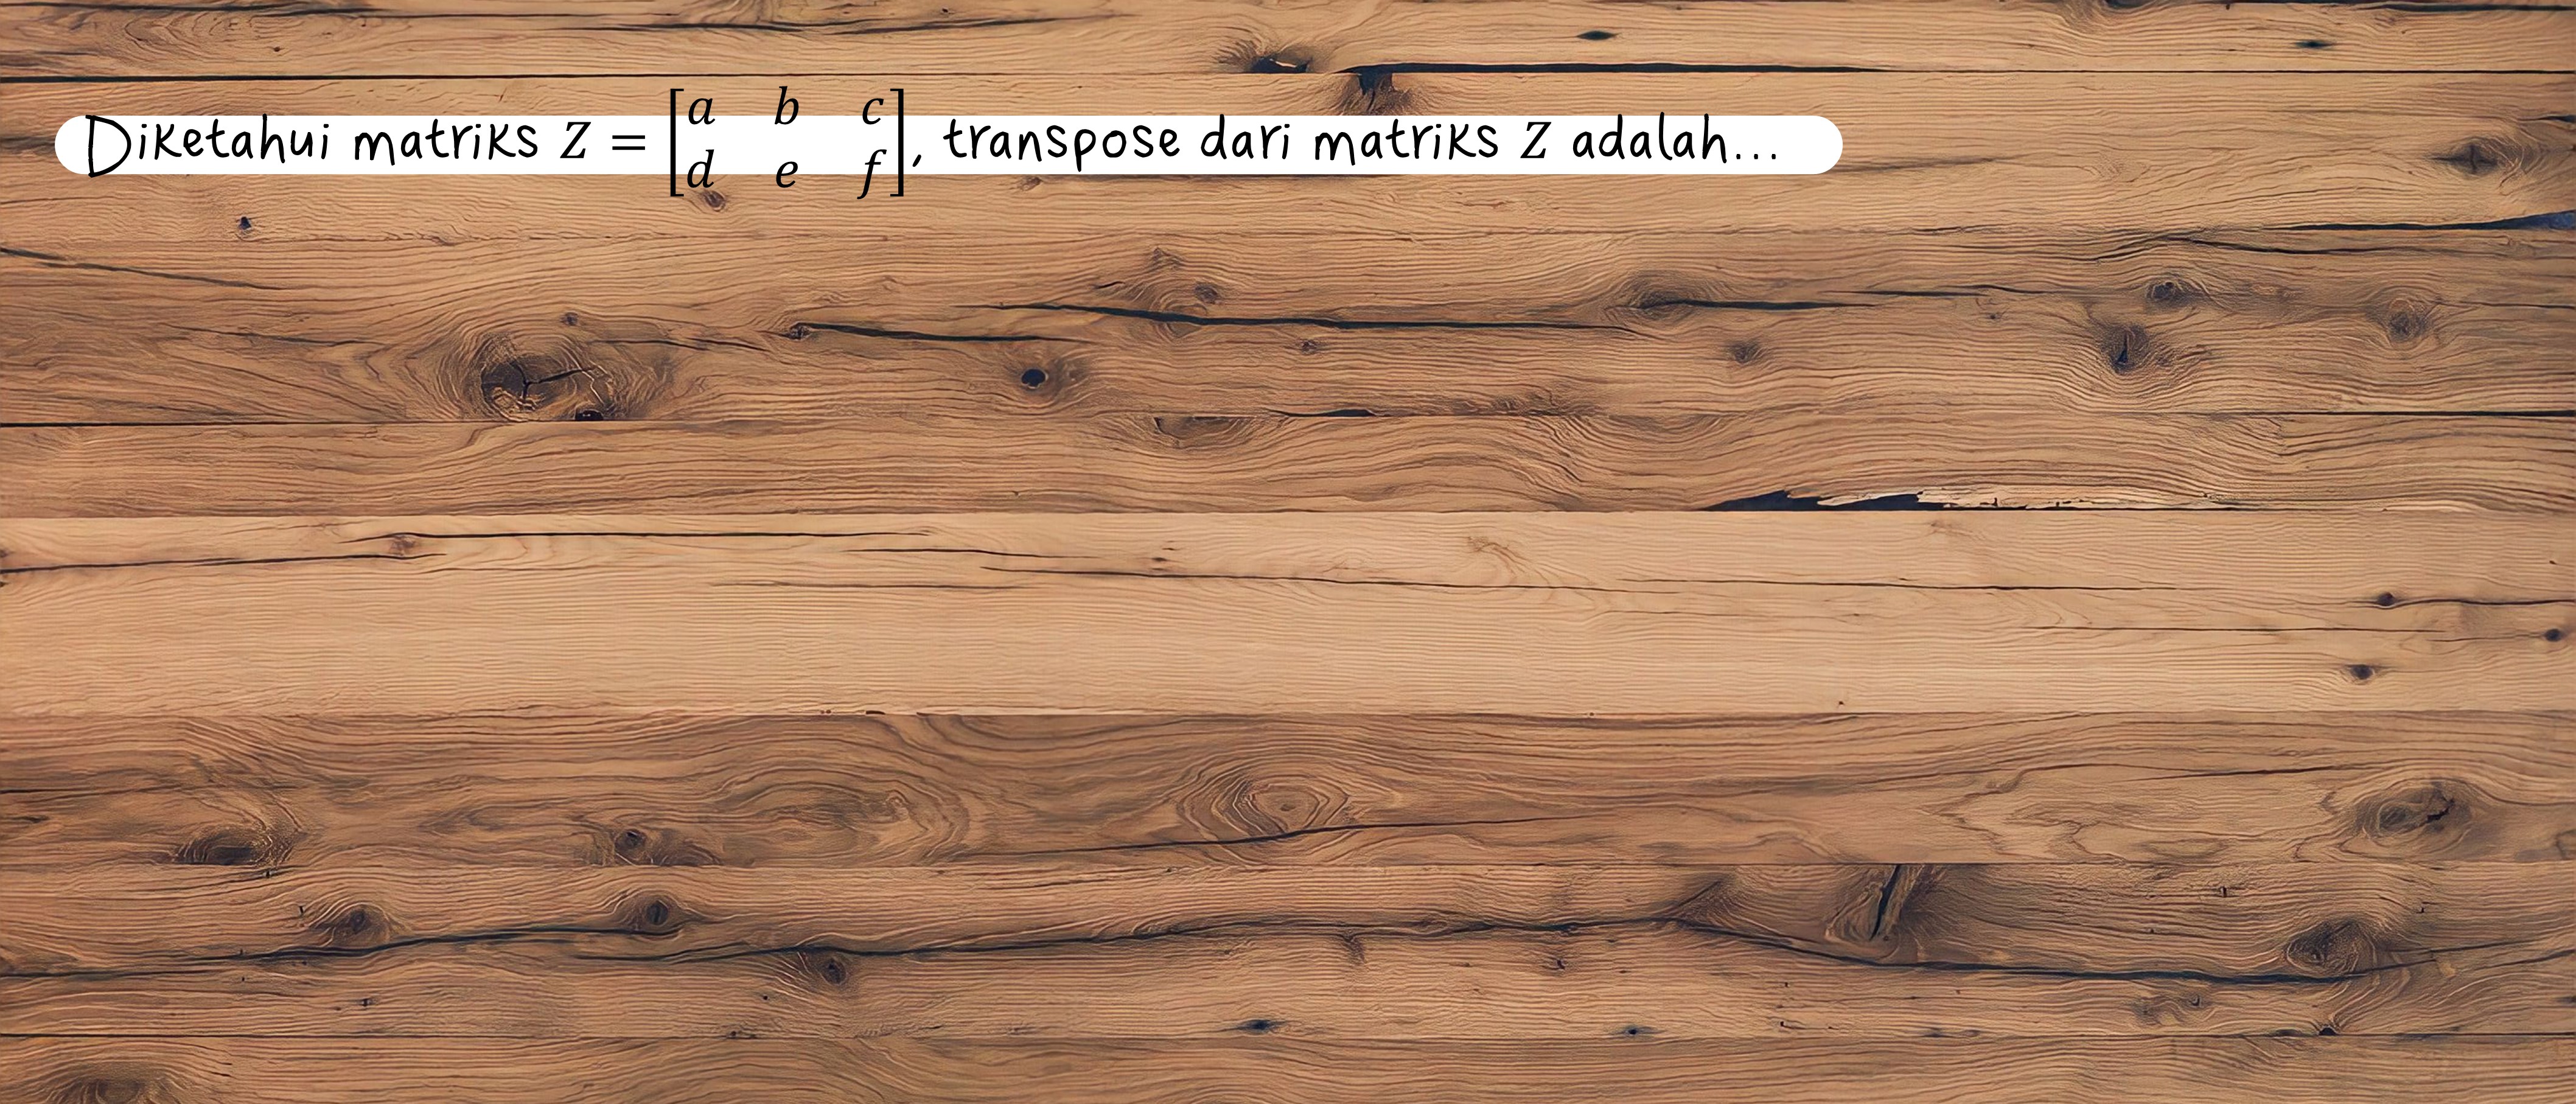 Diketahui matriks Z = [a b c; d e f], transpose dari matriks Z adalah...